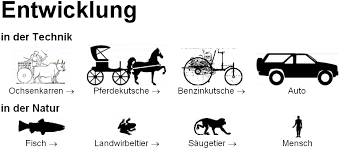 Entwicklung
in der Technik
Ochsenkarren → Pferdekutsche → Benzinkutsche → Auto
in der Natur
Fisch → Landwirbeltier → Säugetier → Mensch